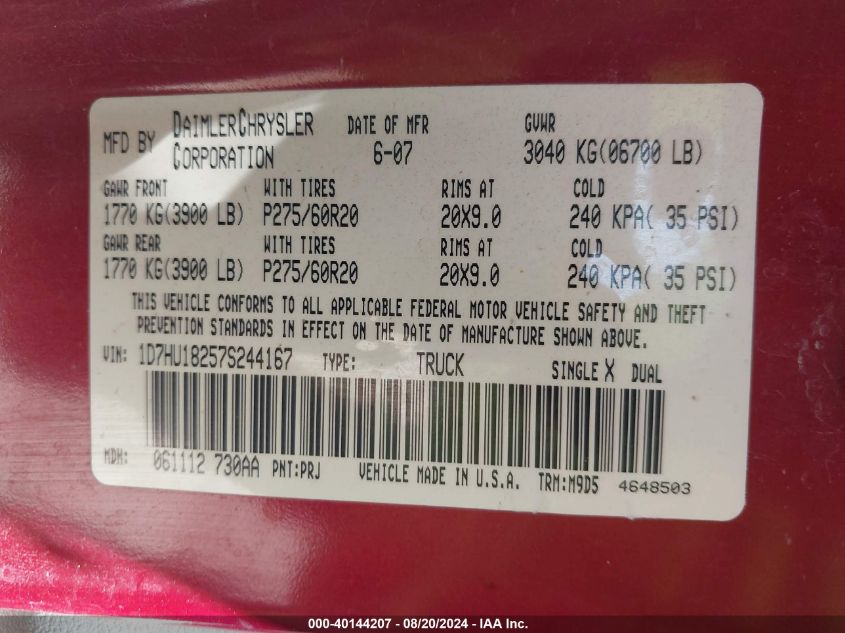 MFD BY DAIMLERCHRYSLER CORPORATION DATE OF MFR 6-07 GVWR 3040 KG(06700 LB)
GAWR FRONT WITH TIRES RIMS AT COLD
1770 KG(3900 LB) P275/60R20 20X9.0 240 KPA( 35 PSI)
GAWR REAR WITH TIRES RIMS AT COLD
1770 KG(3900 LB) P275/60R20 20X9.0 240 KPA( 35 PSI)
THIS VEHICLE CONFORMS TO ALL APPLICABLE FEDERAL MOTOR VEHICLE SAFETY AND THEFT
PREVENTION STANDARDS IN EFFECT ON THE DATE OF MANUFACTURE SHOWN ABOVE.
VIN: 1D7HU18257S244167 TYPE: TRUCK SINGLE X DUAL
MDH: 061112 730AA PNT:PRJ VEHICLE MADE IN U.S.A. TRM:M9D5 4648503
000-40144207 - 08/20/2024 - IAA Inc.